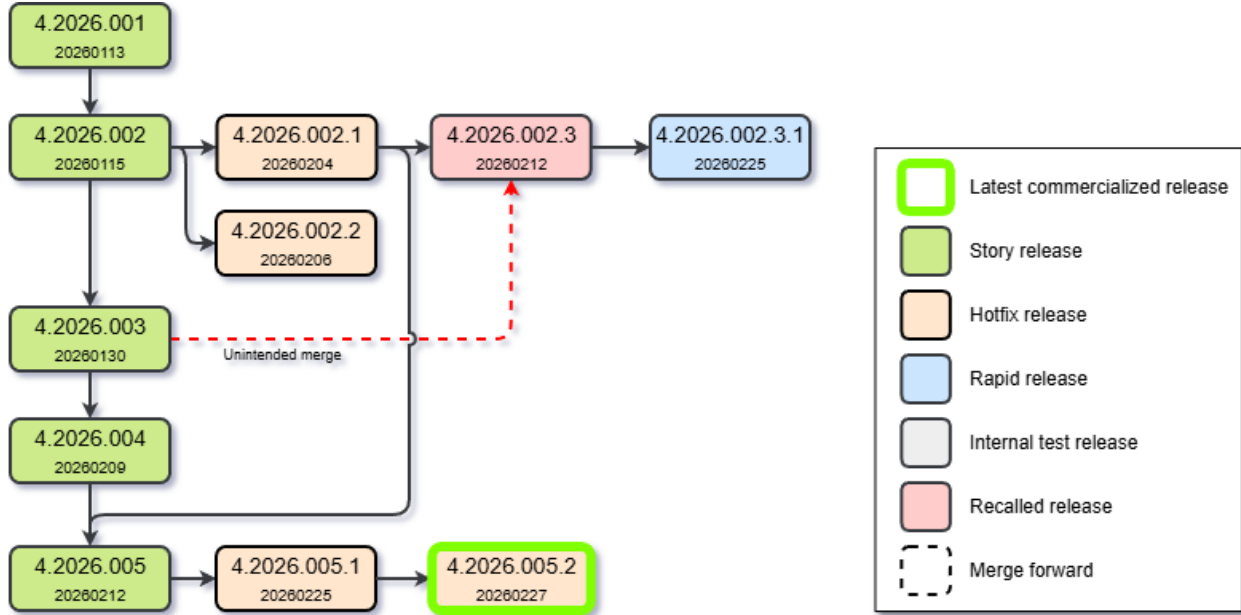 4.2026.001
20260113
4.2026.002
20260115
4.2026.002.1
20260204
4.2026.002.3
20260212
4.2026.002.3.1
20260225
4.2026.002.2
20260206
4.2026.003
20260130
Unintended merge
4.2026.004
20260209
4.2026.005
20260212
4.2026.005.1
20260225
4.2026.005.2
20260227
Latest commercialized release
Story release
Hotfix release
Rapid release
Internal test release
Recalled release
Merge forward